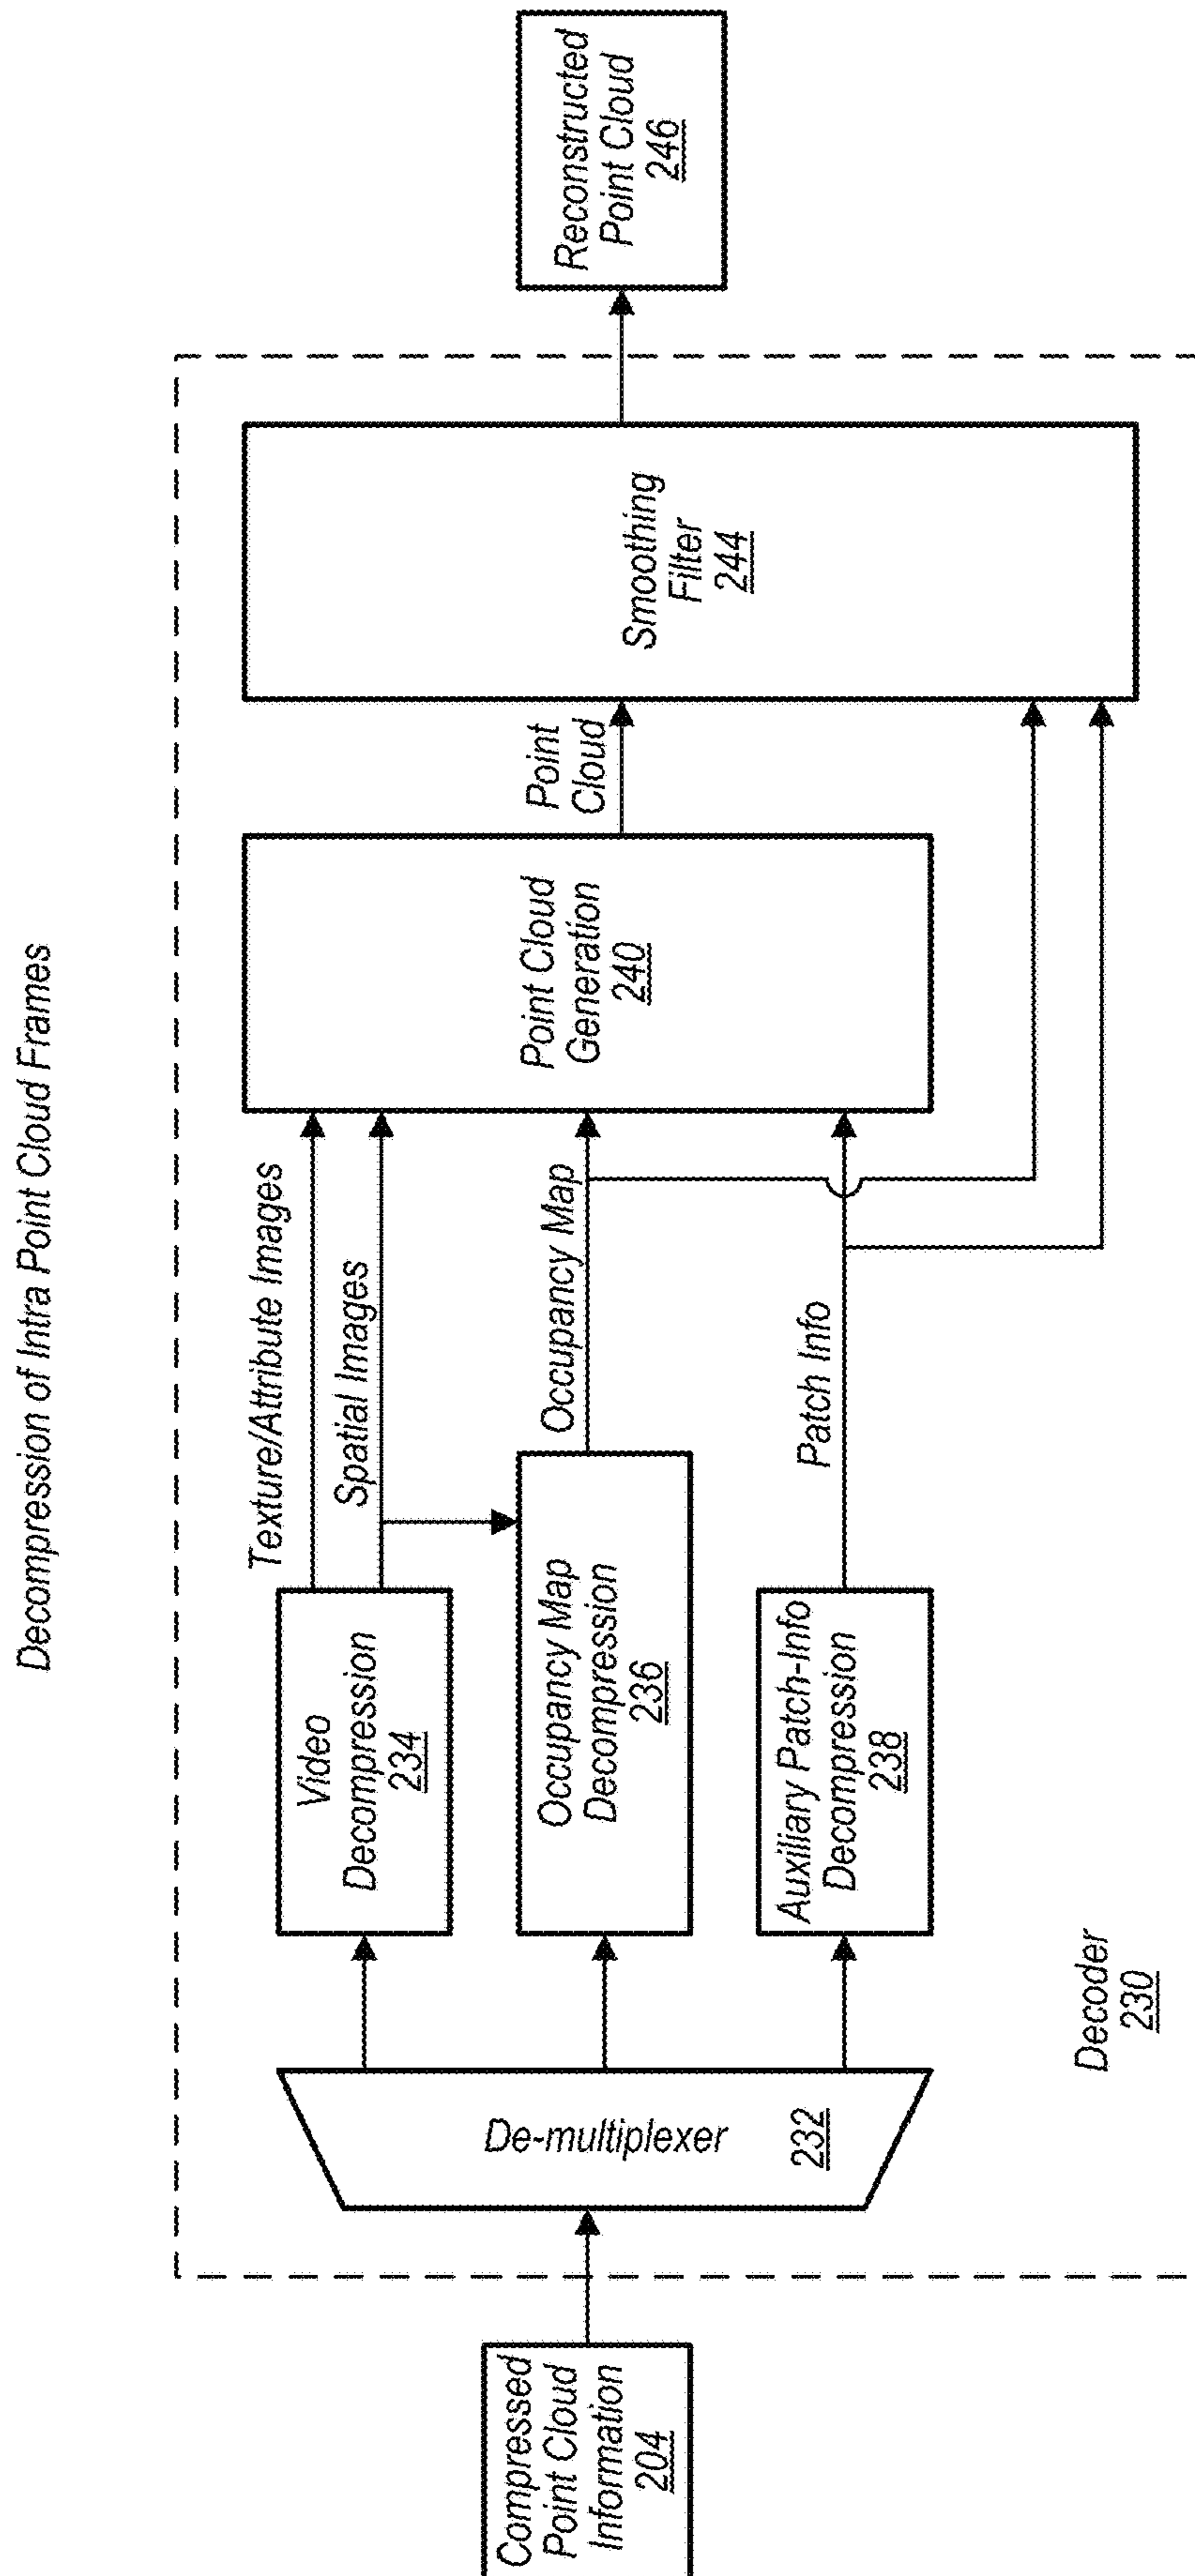 Decompression of Intra Point Cloud Frames
Compressed
Point Cloud
Information
204
De-multiplexer
232
Video
Decompression
234
Occupancy Map
Decompression
236
Auxiliary Patch-Info
Decompression
238
Texture/Attribute Images
Spatial Images
Occupancy Map
Patch Info
Point Cloud
Generation
240
Point
Cloud
Smoothing
Filter
244
Reconstructed
Point Cloud
246
Decoder
230